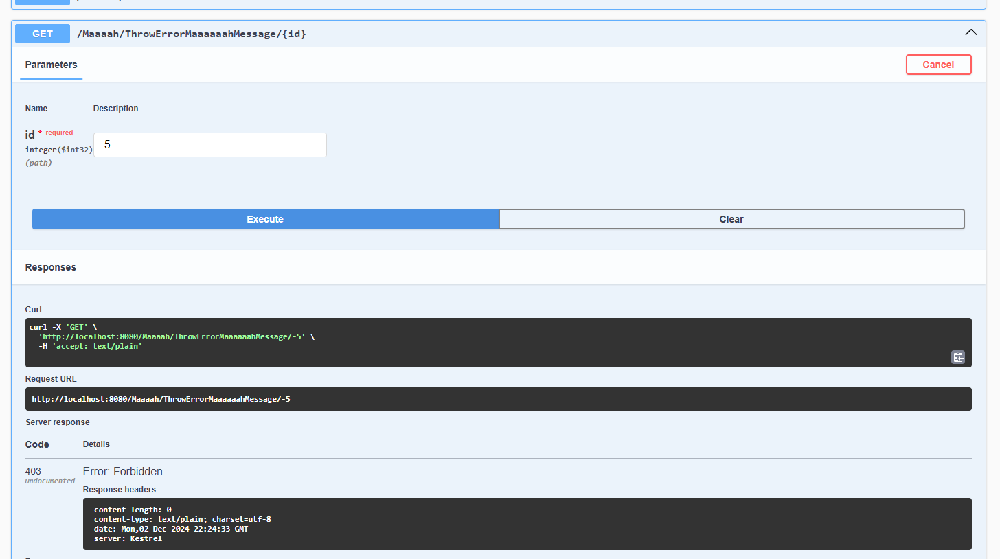 GET /Maaaah/ThrowErrorMaaaaaahMessage/{id}
Parameters
Cancel
Name Description
id * required
integer($int32)
(path)
-5
Execute Clear
Responses
Curl
curl -X 'GET' \
'http://localhost:8080/Maaaah/ThrowErrorMaaaaaahMessage/-5' \
-H 'accept: text/plain'
Request URL
http://localhost:8080/Maaaah/ThrowErrorMaaaaaahMessage/-5
Server response
Code Details
403 Error: Forbidden
Undocumented
Response headers
content-length: 0
content-type: text/plain; charset=utf-8
date: Mon,02 Dec 2024 22:24:33 GMT
server: Kestrel